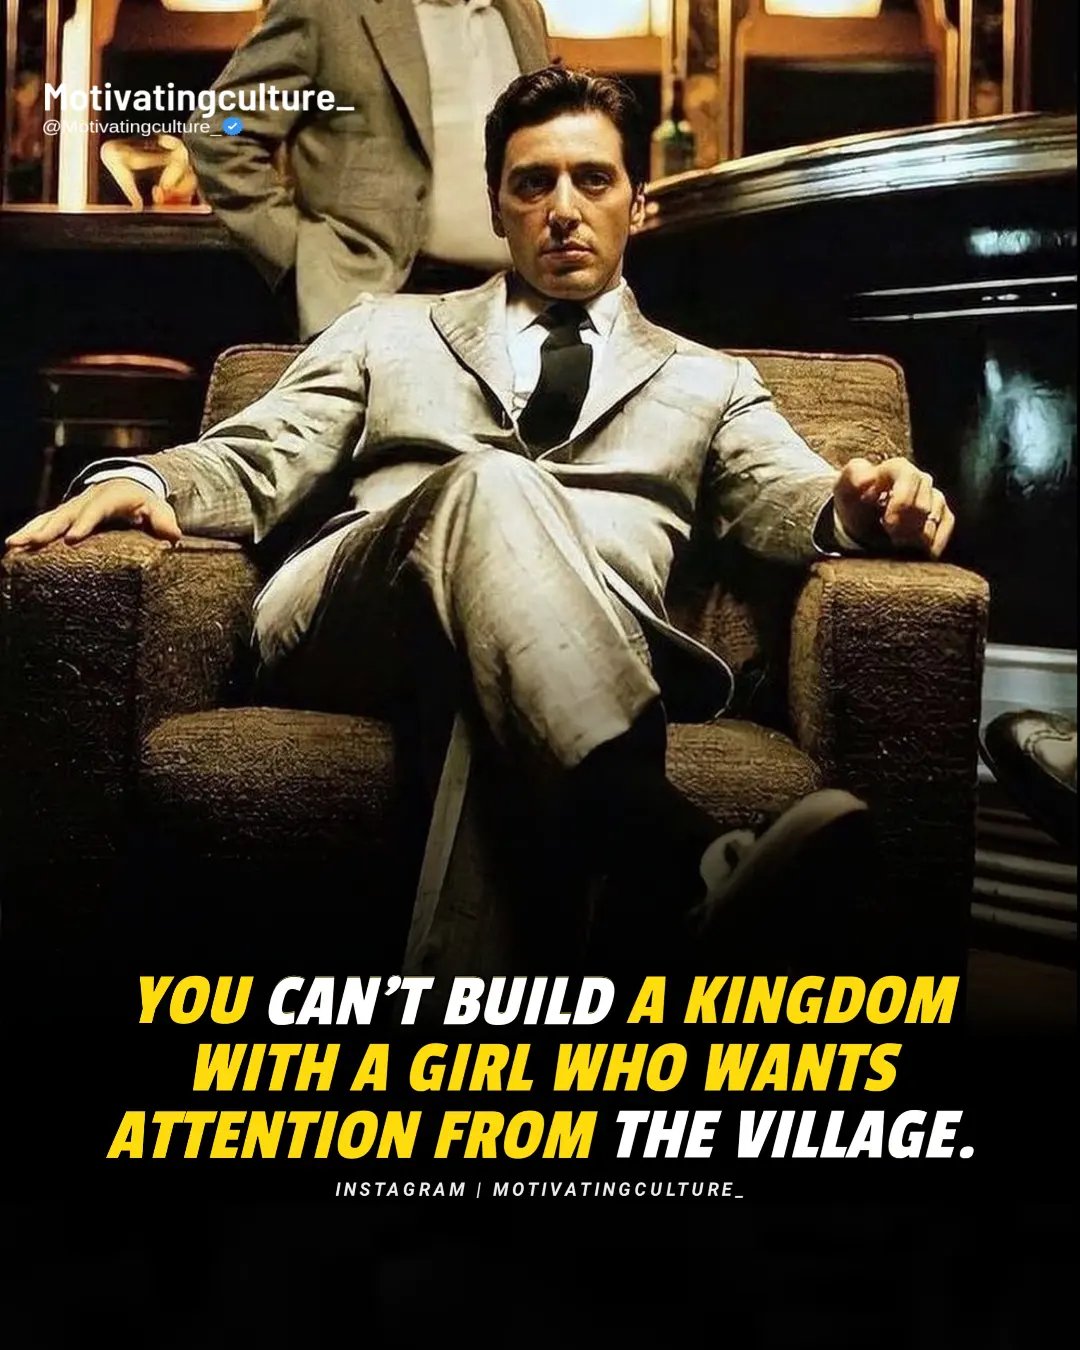 Motivatingculture_
@Motivatingculture_
YOU CAN'T BUILD A KINGDOM
WITH A GIRL WHO WANTS
ATTENTION FROM THE VILLAGE.
INSTAGRAM | MOTIVATINGCULTURE_